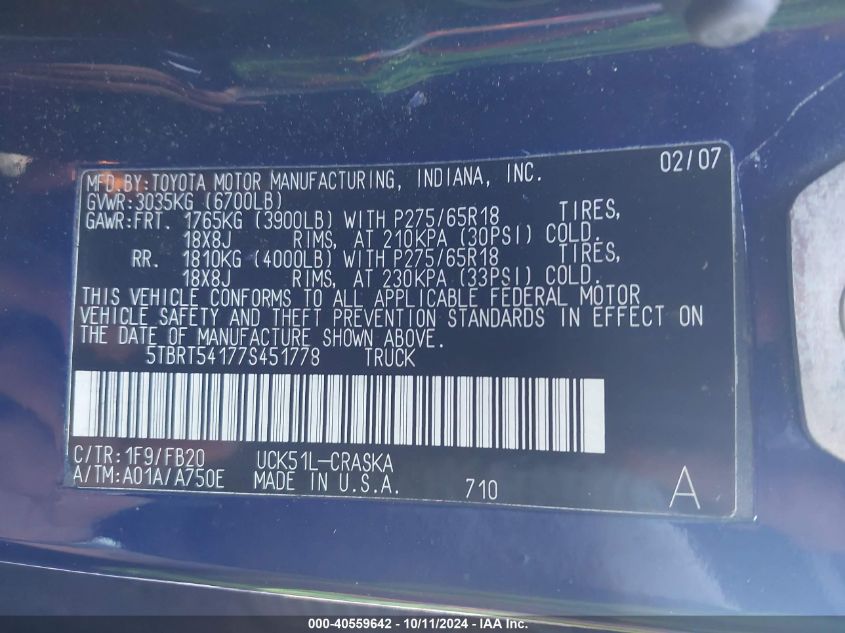 MFD.BY:TOYOTA MOTOR MANUFACTURING, INDIANA, INC. 02/07
GVWR:3035KG (6700LB)
GAWR:FRT. 1765KG (3900LB) WITH P275/65R18 TIRES,
18X8J RIMS, AT 210KPA (30PSI) COLD.
RR. 1810KG (4000LB) WITH P275/65R18 TIRES,
18X8J RIMS, AT 230KPA (33PSI) COLD.
THIS VEHICLE CONFORMS TO ALL APPLICABLE FEDERAL MOTOR
VEHICLE SAFETY AND THEFT PREVENTION STANDARDS IN EFFECT ON
THE DATE OF MANUFACTURE SHOWN ABOVE.
5TBRT54177S451778 TRUCK
C/TR:1F9/FB20 UCK51L-CRASKA
A/TM:A01A/A750E MADE IN U.S.A. 710 A
000-40559642 - 10/11/2024 - IAA Inc.